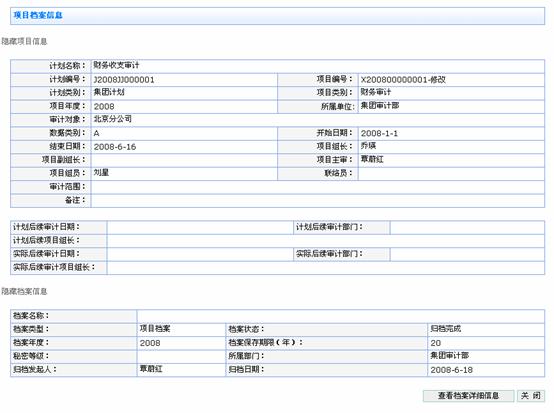 项目档案信息
隐藏项目信息
计划名称： 财务收支审计
计划编号： J2008JJ000001 项目编号： X200800000001-修改
计划类别： 集团计划 项目类别： 财务审计
项目年度： 2008 所属单位： 集团审计部
审计对象： 北京分公司
数据类别： A 开始日期： 2008-1-1
结束日期： 2008-6-16 项目组长： 乔瑛
项目副组长： 项目主审： 覃蔚红
项目组员： 刘星 联络员：
审计范围：
备注：
计划后续审计日期： 计划后续审计部门：
计划后续项目组长：
实际后续审计日期： 实际后续审计部门：
实际后续审计项目组长：
隐藏档案信息
档案名称：
档案类型： 项目档案 档案状态： 归档完成
档案年度： 2008 档案保存期限（年）： 20
秘密等级： 所属部门： 集团审计部
归档发起人： 覃蔚红 归档日期： 2008-6-18
查看档案详细信息 关 闭